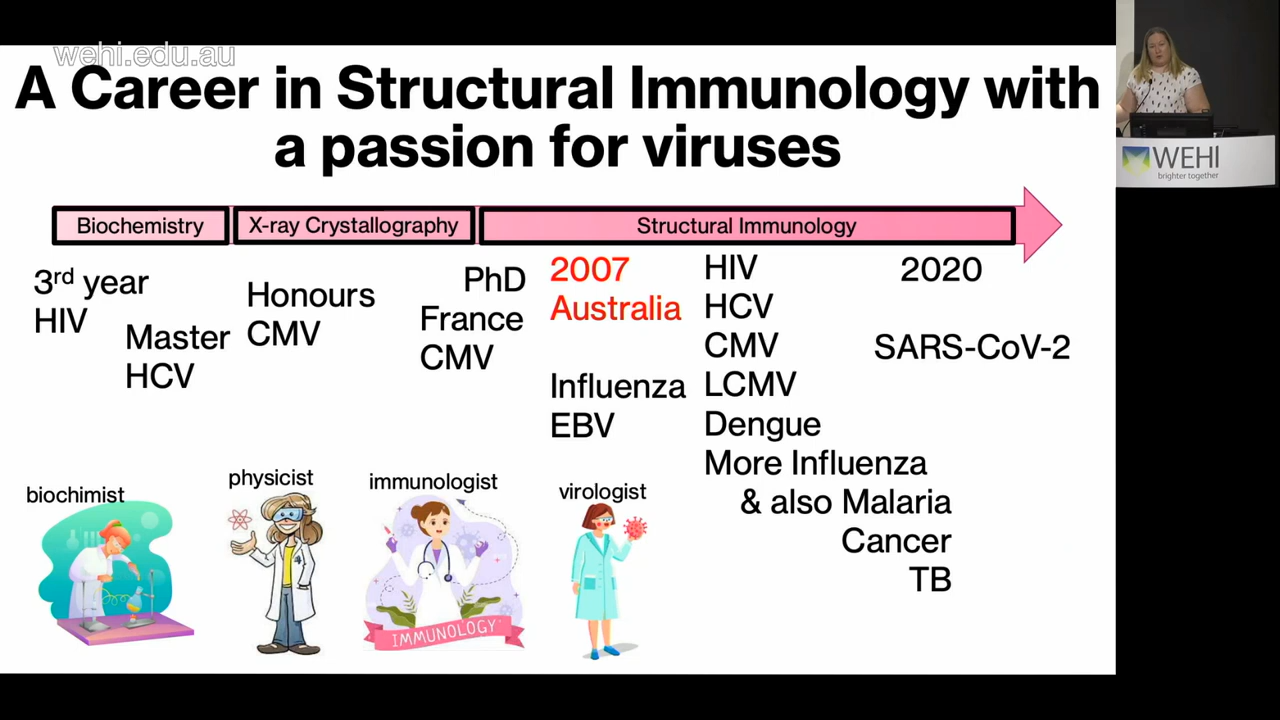 wehi.edu.au
A Career in Structural Immunology with
a passion for viruses
Biochemistry
X-ray Crystallography
Structural Immunology
3rd year
HIV
Master
HCV
Honours
CMV
PhD
France
CMV
2007
Australia
Influenza
EBV
HIV
HCV
CMV
LCMV
Dengue
More Influenza
& also Malaria
Cancer
TB
2020
SARS-CoV-2
biochimist
physicist
immunologist
virologist
IMMUNOLOGY
WEHI
brighter together